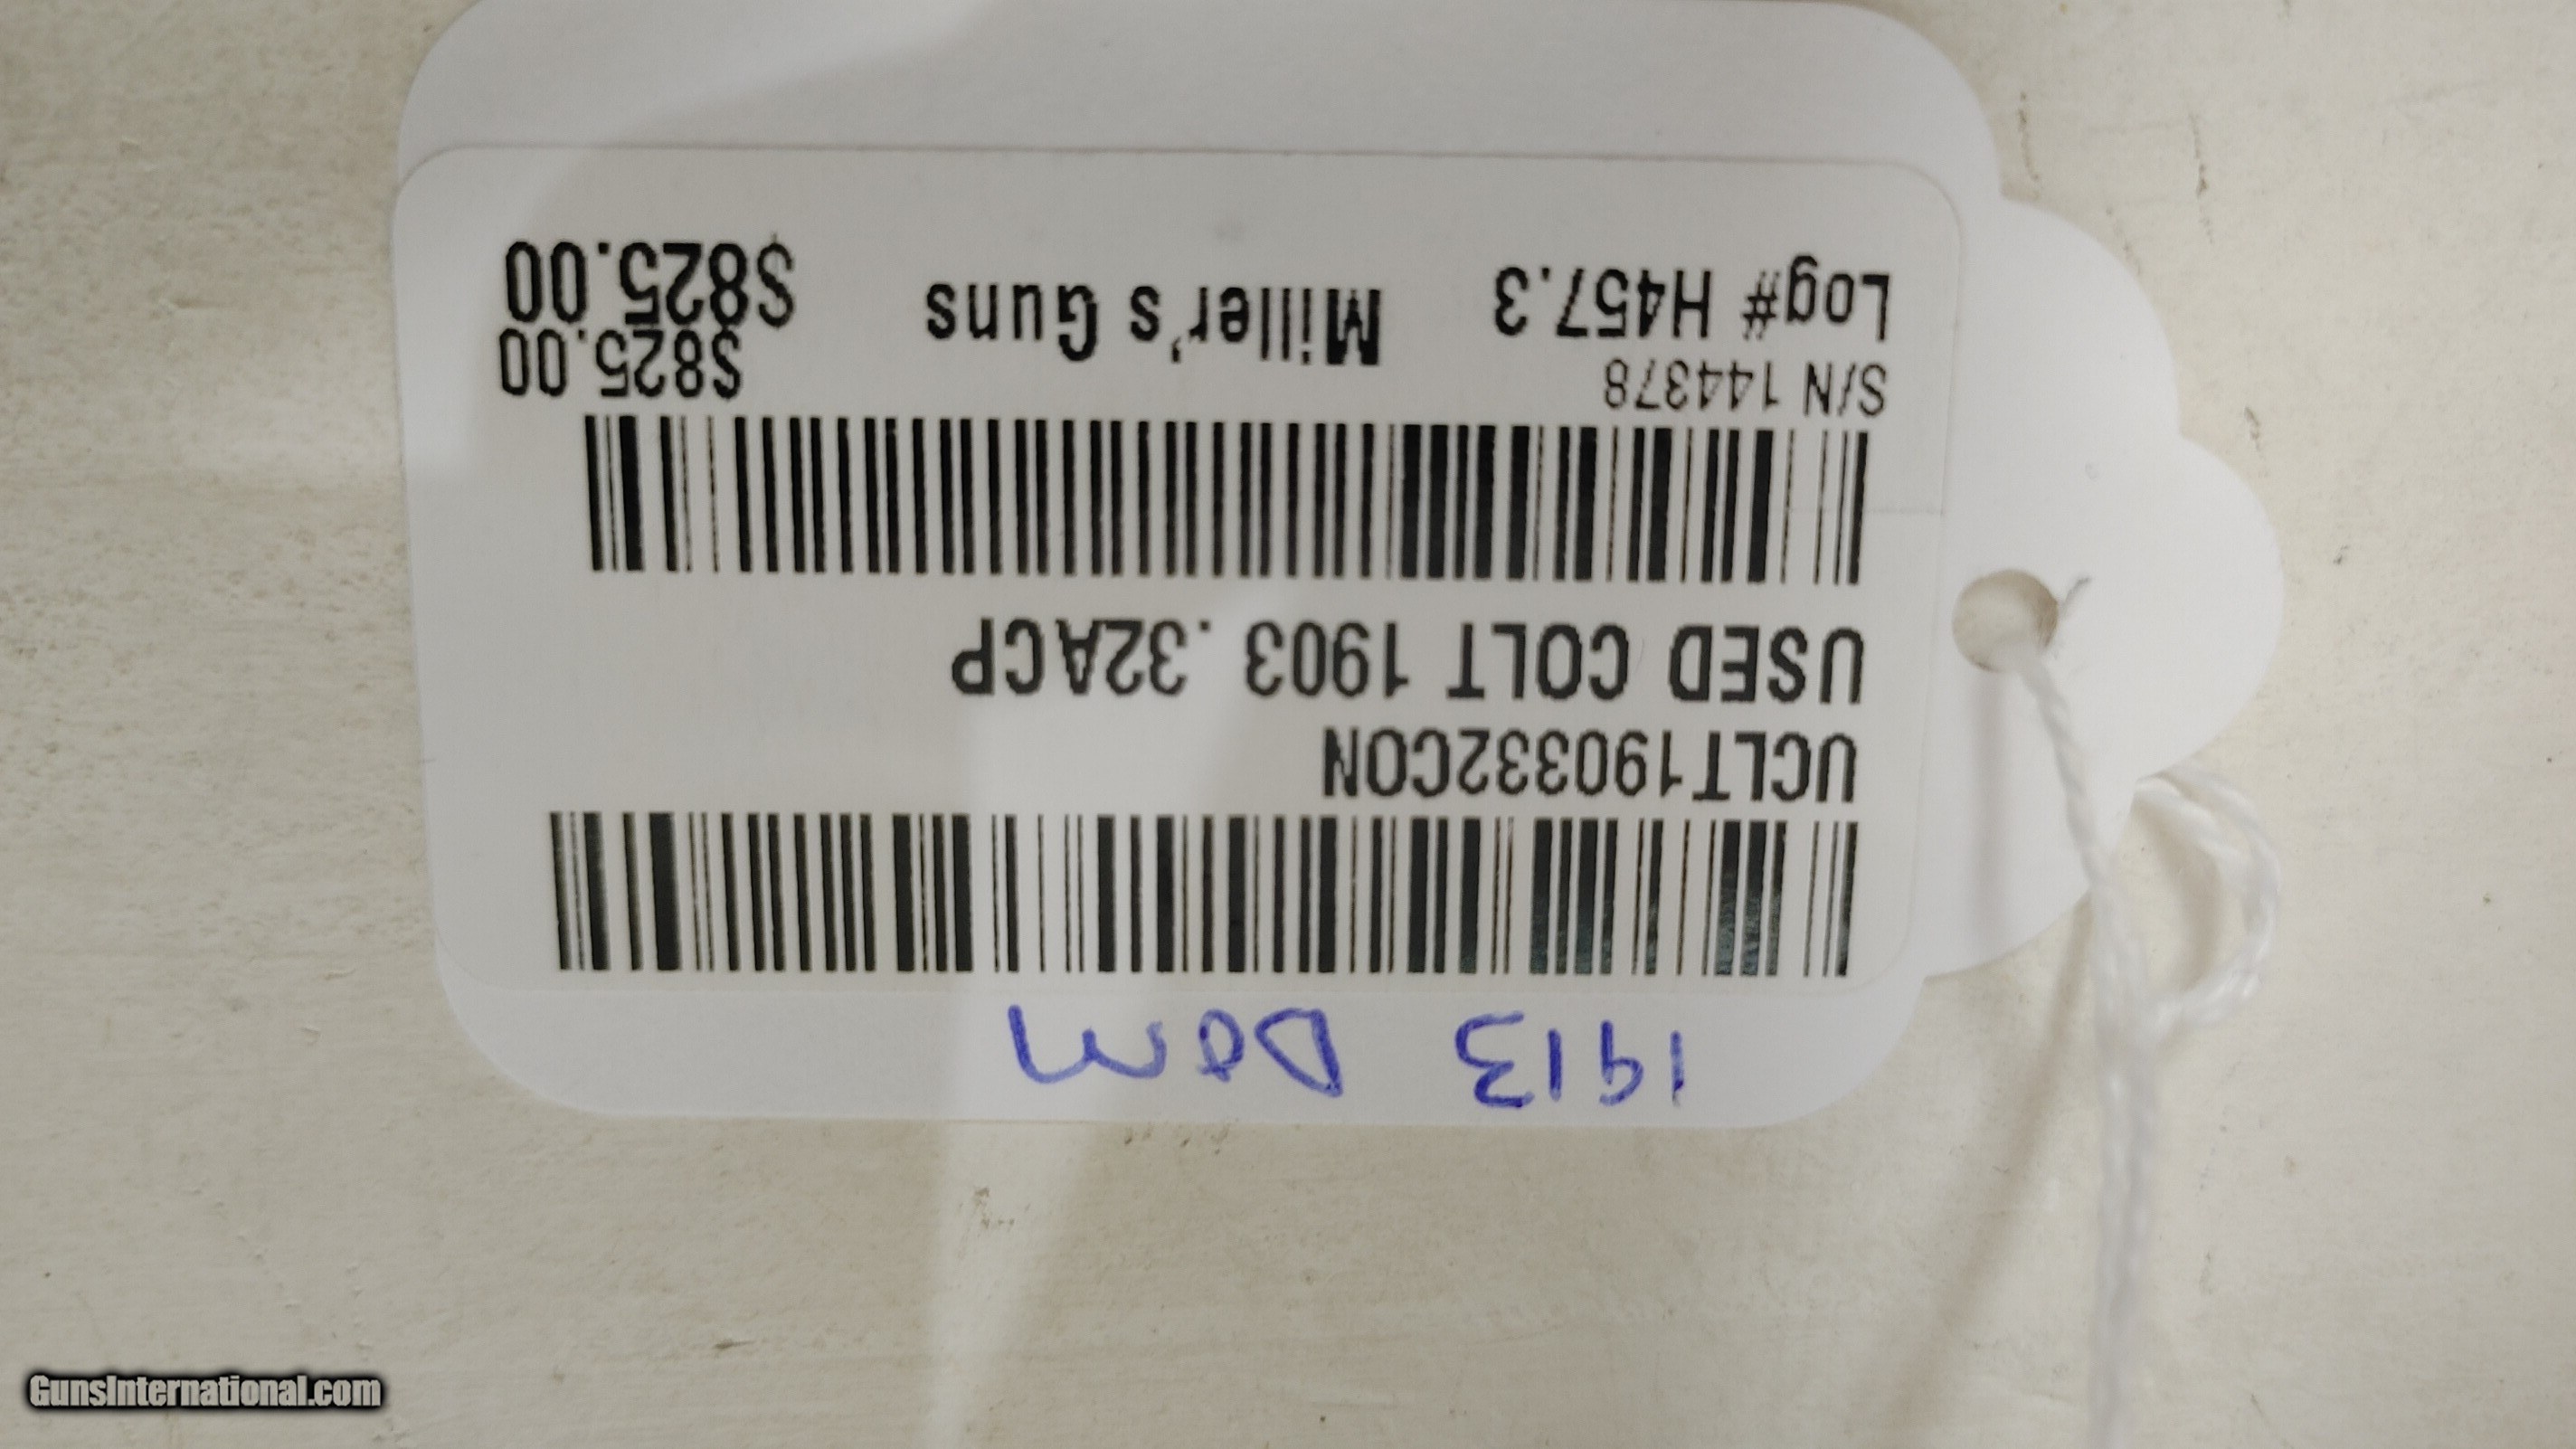 1913 DOM
UCLT190332CON
USED COLT 1903 .32ACP
S/N 144378 $825.00
Log# H457.3 Miller's Guns $825.00
GunsInternational.com